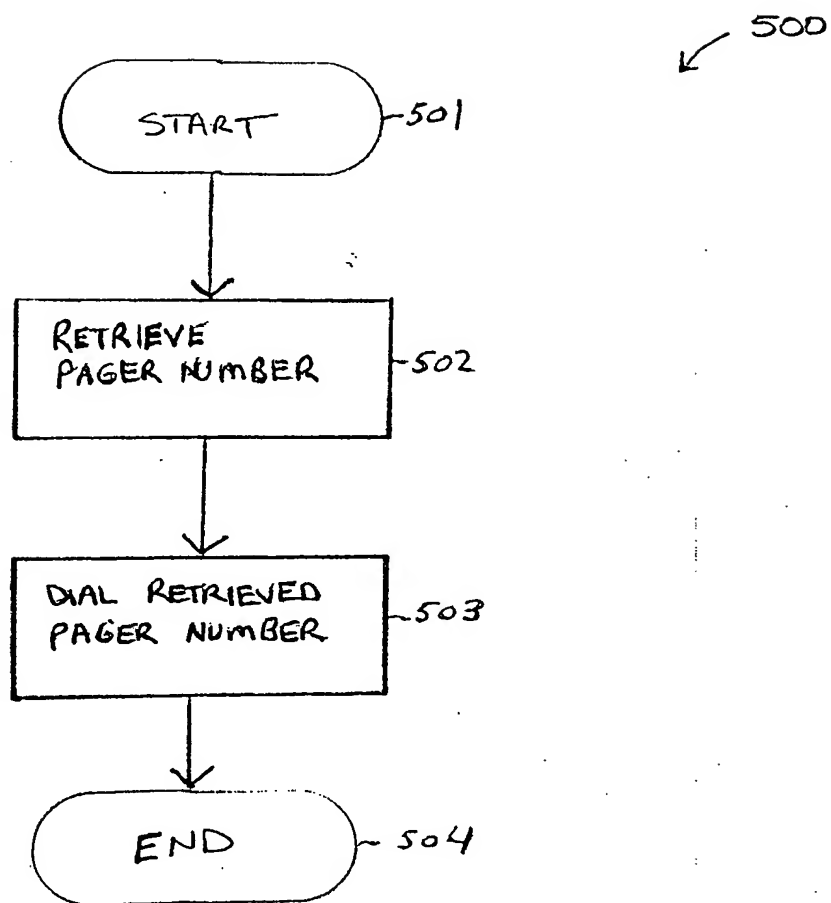 500
START
501
RETRIEVE
PAGER NUMBER
502
DIAL RETRIEVED
PAGER NUMBER
503
END
504